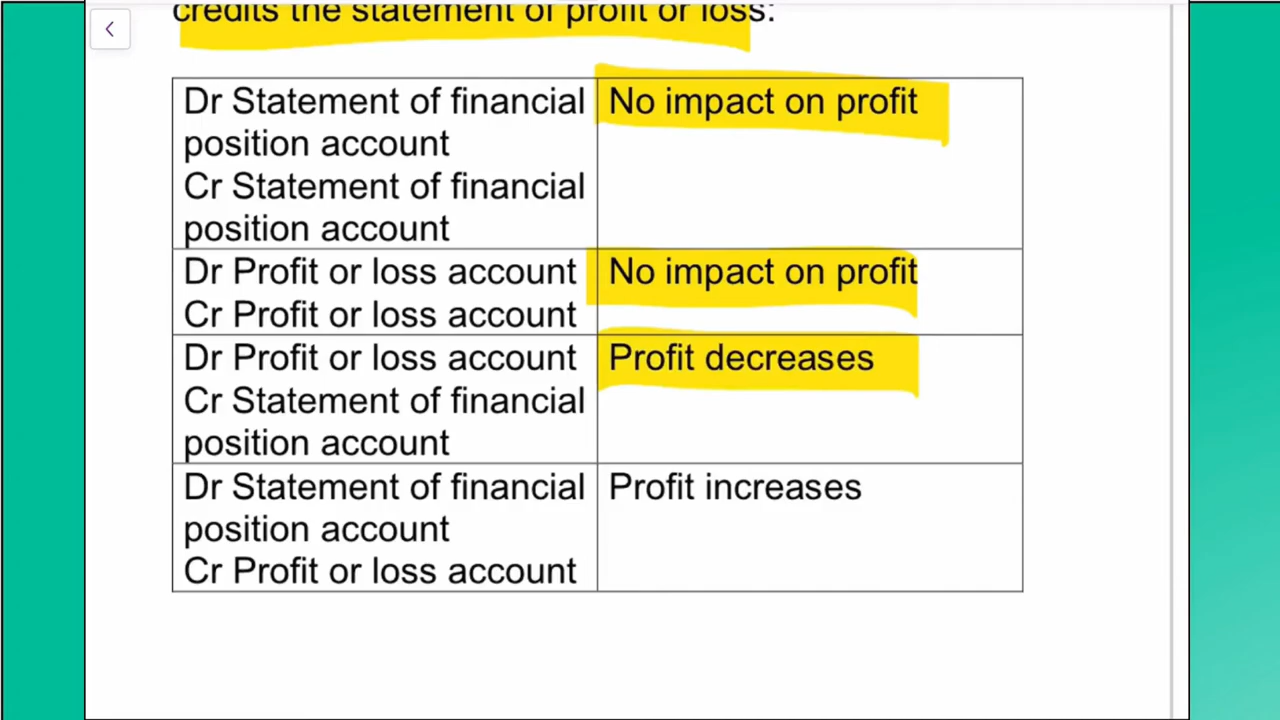 credits the statement of profit or loss:
Dr Statement of financial No impact on profit
position account
Cr Statement of financial
position account
Dr Profit or loss account No impact on profit
Cr Profit or loss account
Dr Profit or loss account Profit decreases
Cr Statement of financial
position account
Dr Statement of financial Profit increases
position account
Cr Profit or loss account